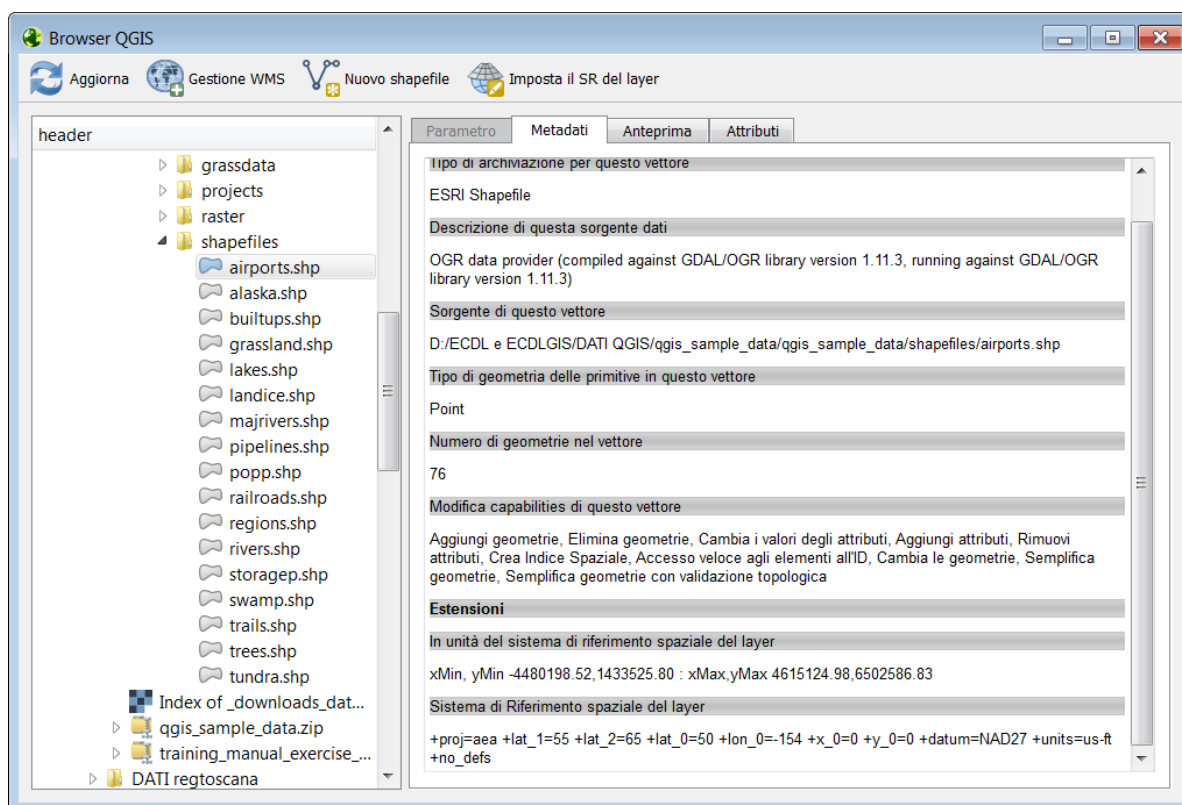 Browser QGIS
Aggiorna Gestione WMS Nuovo shapefile Imposta il SR del layer
header
grassdata
projects
raster
shapefiles
airports.shp
alaska.shp
builtups.shp
grassland.shp
lakes.shp
landice.shp
majrivers.shp
pipelines.shp
popp.shp
railroads.shp
regions.shp
rivers.shp
storagep.shp
swamp.shp
trails.shp
trees.shp
tundra.shp
Index of _downloads_dat...
qgis_sample_data.zip
training_manual_exercise_...
DATI regtoscana
Parametro Metadati Anteprima Attributi
Tipo di archiviazione per questo vettore
ESRI Shapefile
Descrizione di questa sorgente dati
OGR data provider (compiled against GDAL/OGR library version 1.11.3, running against GDAL/OGR
library version 1.11.3)
Sorgente di questo vettore
D:/ECDL e ECDLGIS/DATI QGIS/qgis_sample_data/qgis_sample_data/shapefiles/airports.shp
Tipo di geometria delle primitive in questo vettore
Point
Numero di geometrie nel vettore
76
Modifica capabilities di questo vettore
Aggiungi geometrie, Elimina geometrie, Cambia i valori degli attributi, Aggiungi attributi, Rimuovi
attributi, Crea Indice Spaziale, Accesso veloce agli elementi all'ID, Cambia le geometrie, Semplifica
geometrie, Semplifica geometrie con validazione topologica
Estensioni
In unità del sistema di riferimento spaziale del layer
xMin, yMin -4480198.52,1433525.80 : xMax,yMax 4615124.98,6502586.83
Sistema di Riferimento spaziale del layer
+proj=aea +lat_1=55 +lat_2=65 +lat_0=50 +lon_0=-154 +x_0=0 +y_0=0 +datum=NAD27 +units=us-ft
+no_defs